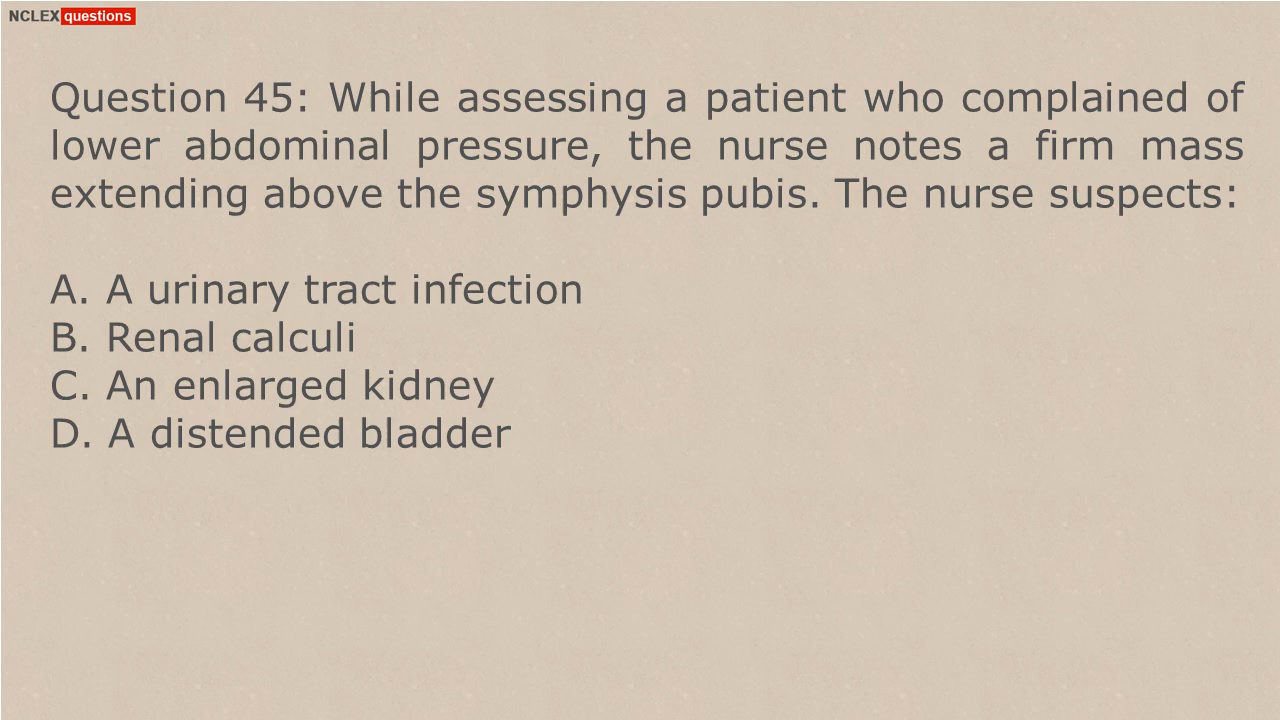 NCLEX questions
Question 45: While assessing a patient who complained of
lower abdominal pressure, the nurse notes a firm mass
extending above the symphysis pubis. The nurse suspects:
A. A urinary tract infection
B. Renal calculi
C. An enlarged kidney
D. A distended bladder